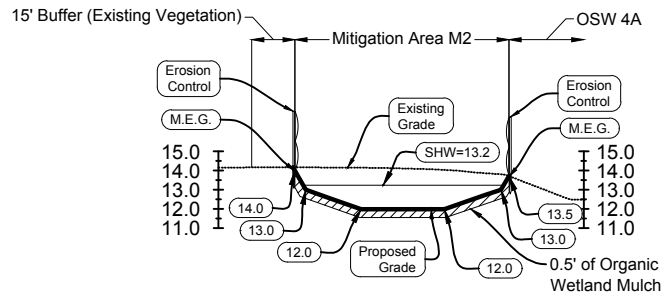 15' Buffer (Existing Vegetation)
OSW 4A
Mitigation Area M2
Erosion
Control
Existing
Grade
Erosion
Control
M.E.G.
M.E.G.
SHW=13.2
15.0
14.0
13.0
12.0
11.0
15.0
14.0
13.0
12.0
11.0
14.0
13.0
12.0
Proposed
Grade
12.0
13.0
13.5
0.5' of Organic
Wetland Mulch